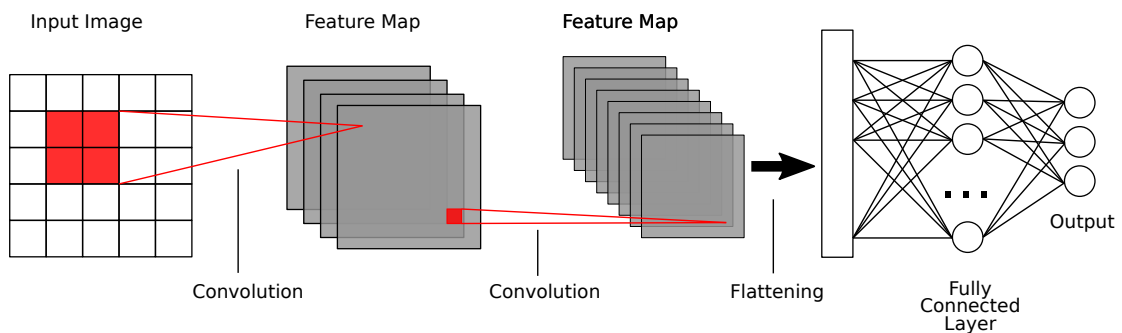 Input Image
Feature Map
Feature Map
Convolution
Convolution
Flattening
Fully
Connected
Layer
Output